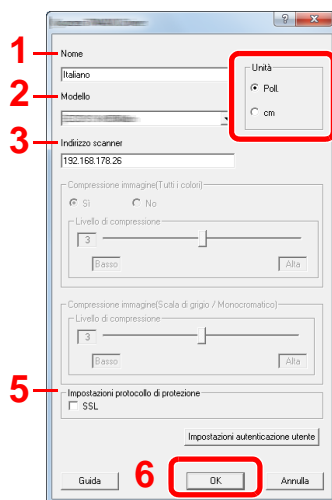 1
Nome
Italiano
Unità
Poll.
cm
2
Modello
3
Indirizzo scanner
192.168.178.26
Compressione immagine(Tutti i colori)
Sì No
Livello di compressione
3
Basso Alta
Compressione immagine(Scala di grigio / Monocromatico)
Livello di compressione
3
Basso Alta
5
Impostazioni protocollo di protezione
SSL
Impostazioni autenticazione utente
6
Guida OK Annulla